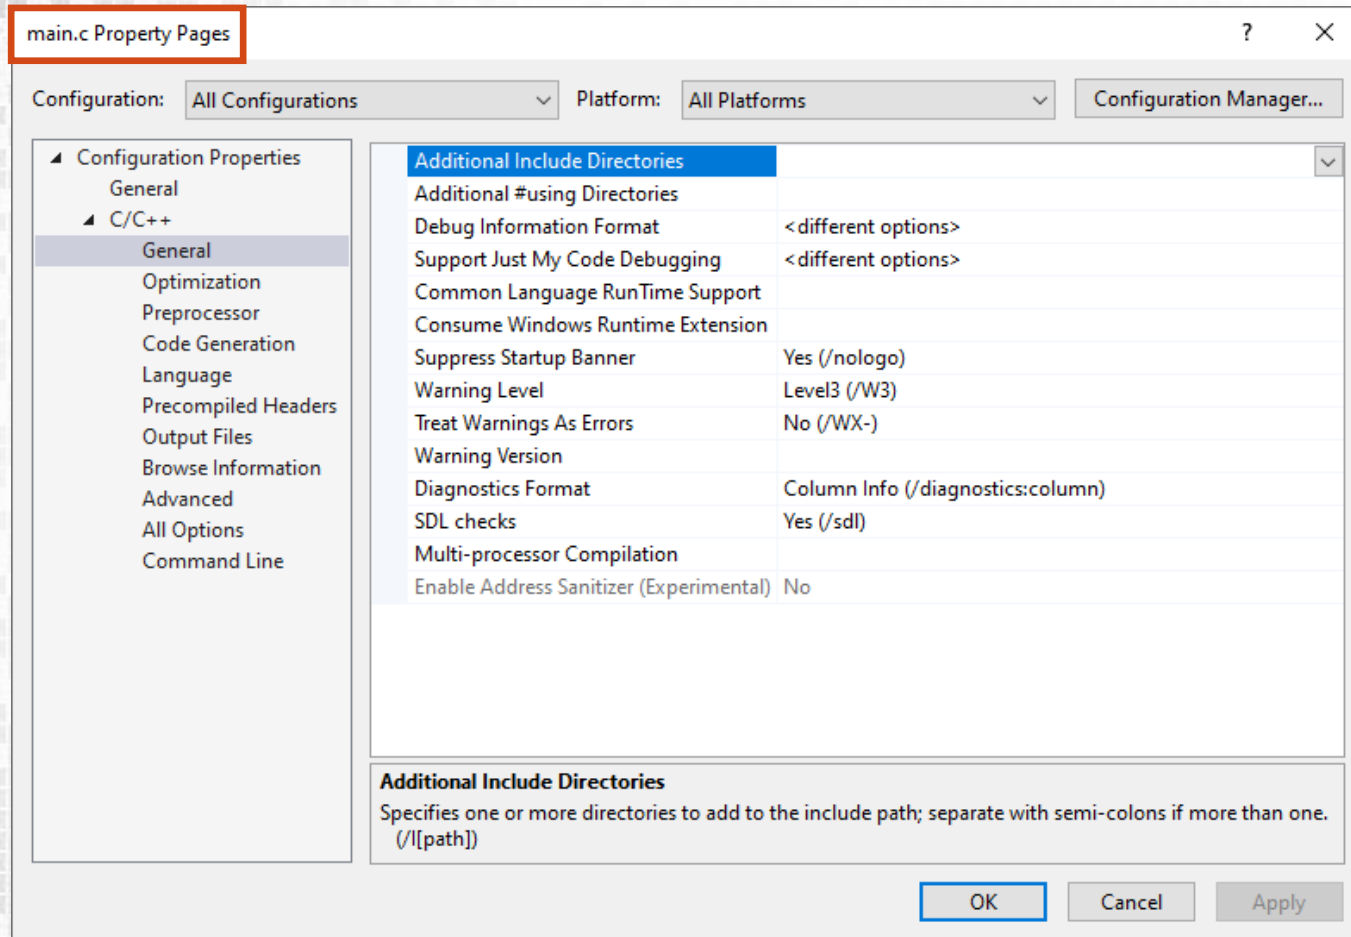 main.c Property Pages
?
Configuration: All Configurations Platform: All Platforms Configuration Manager...
Configuration Properties
General
C/C++
General
Optimization
Preprocessor
Code Generation
Language
Precompiled Headers
Output Files
Browse Information
Advanced
All Options
Command Line
Additional Include Directories
Additional #using Directories
Debug Information Format <different options>
Support Just My Code Debugging <different options>
Common Language RunTime Support
Consume Windows Runtime Extension
Suppress Startup Banner Yes (/nologo)
Warning Level Level3 (/W3)
Treat Warnings As Errors No (/WX-)
Warning Version
Diagnostics Format Column Info (/diagnostics:column)
SDL checks Yes (/sdl)
Multi-processor Compilation
Enable Address Sanitizer (Experimental) No
Additional Include Directories
Specifies one or more directories to add to the include path; separate with semi-colons if more than one.
(/I[path])
OK Cancel Apply